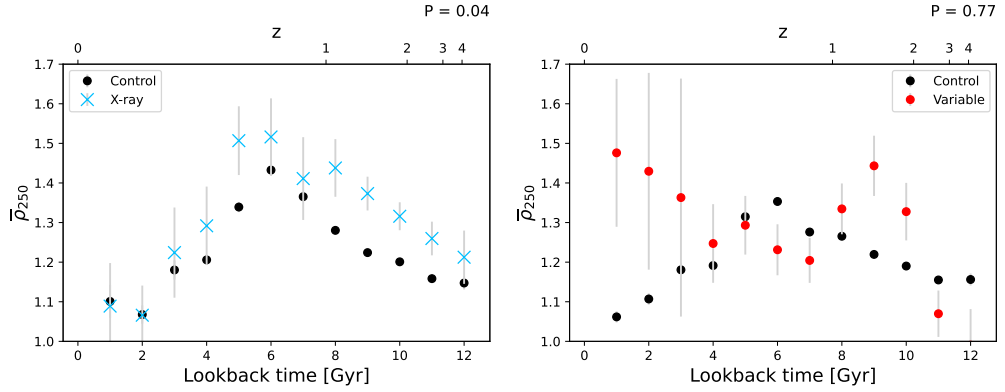 P = 0.04
z
0 1 2 3 4
1.7
1.6
1.5
1.4
1.3
1.2
1.1
1.0
ρ̅250
Control
X-ray
0 2 4 6 8 10 12
Lookback time [Gyr]
P = 0.77
z
0 1 2 3 4
1.7
1.6
1.5
1.4
1.3
1.2
1.1
1.0
ρ̅250
Control
Variable
0 2 4 6 8 10 12
Lookback time [Gyr]